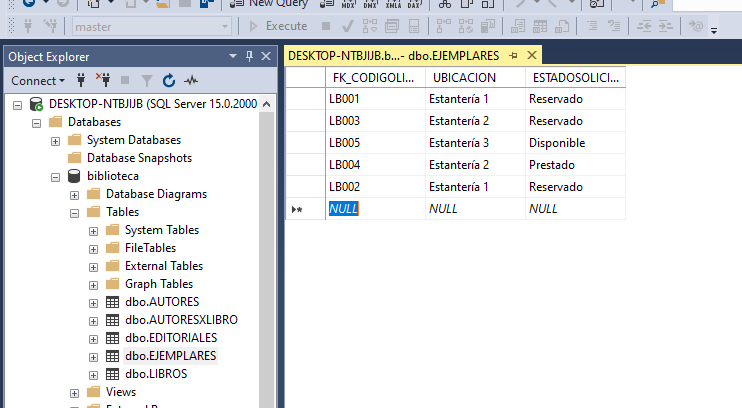 New Query
MDX DMX XMLA DAX
master
Execute
Object Explorer
Connect
DESKTOP-NTBJIJB (SQL Server 15.0.2000
Databases
System Databases
Database Snapshots
biblioteca
Database Diagrams
Tables
System Tables
FileTables
External Tables
Graph Tables
dbo.AUTORES
dbo.AUTORESXLIBRO
dbo.EDITORIALES
dbo.EJEMPLARES
dbo.LIBROS
Views
DESKTOP-NTBJIJB.b...- dbo.EJEMPLARES
FK_CODIGOLI... UBICACION ESTADOSOLICI...
LB001 Estantería 1 Reservado
LB003 Estantería 2 Reservado
LB005 Estantería 3 Disponible
LB004 Estantería 2 Prestado
LB002 Estantería 1 Reservado
NULL NULL NULL